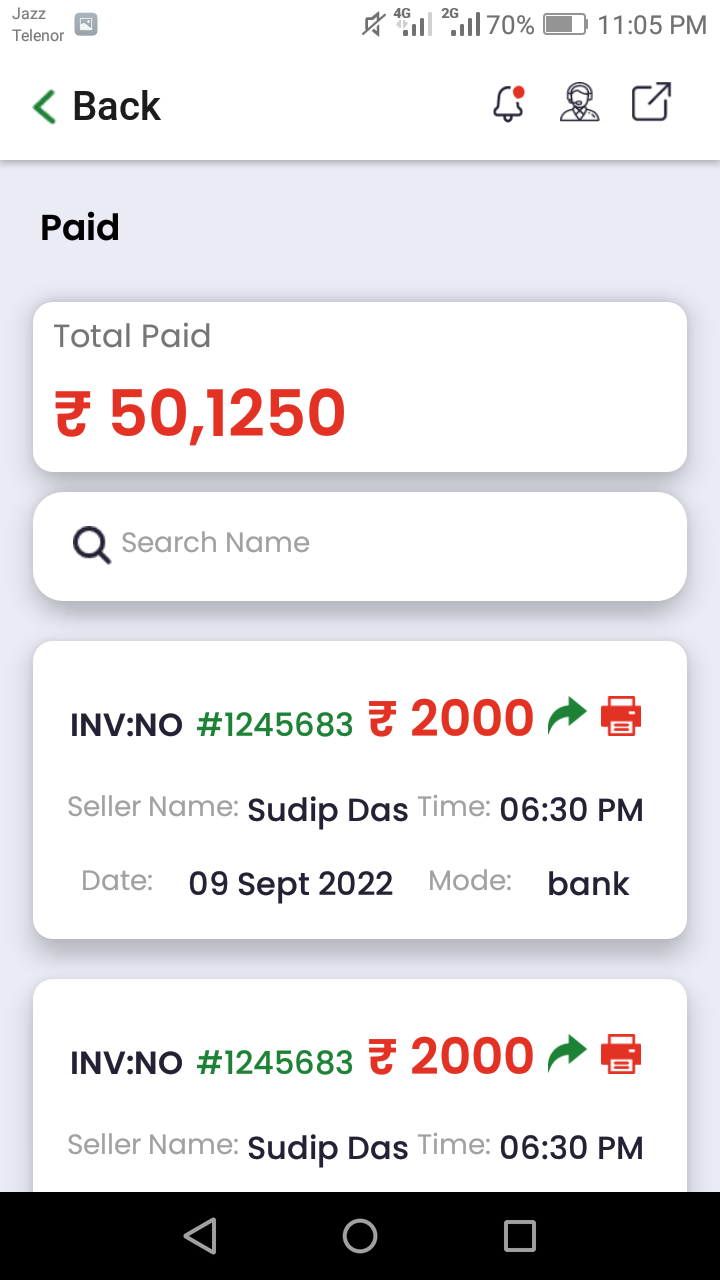 Jazz
Telenor
4G 2G 70% 11:05 PM
Back
Paid
Total Paid
₹ 50,1250
Search Name
INV:NO #1245683 ₹ 2000
Seller Name: Sudip Das Time: 06:30 PM
Date: 09 Sept 2022 Mode: bank
INV:NO #1245683 ₹ 2000
Seller Name: Sudip Das Time: 06:30 PM